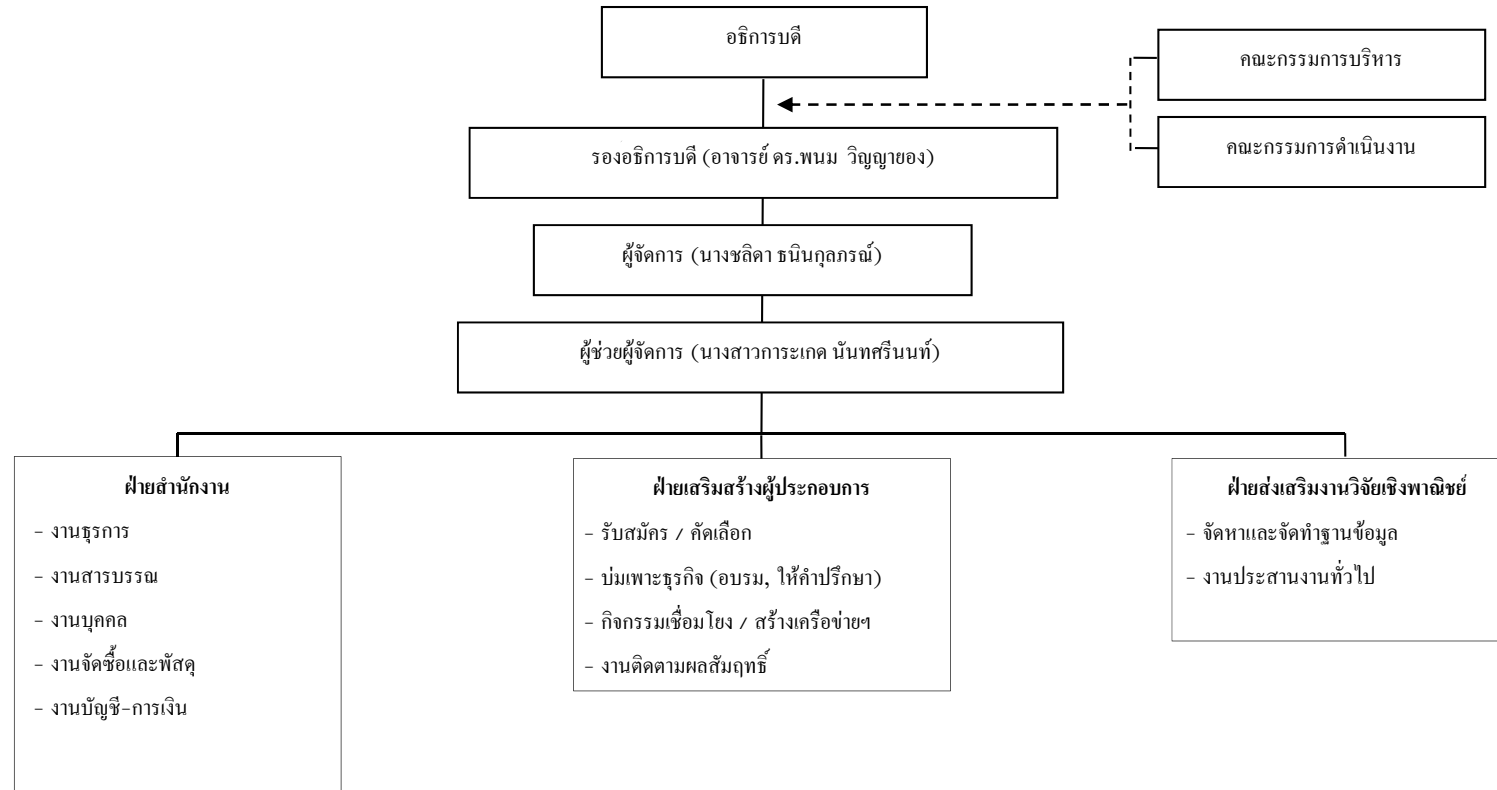 อธิการบดี
คณะกรรมการบริหาร
คณะกรรมการดำเนินงาน
รองอธิการบดี (อาจารย์ ดร.พนม วิญญายอง)
ผู้จัดการ (นางชลิดา ธนินกุลภรณ์)
ผู้ช่วยผู้จัดการ (นางสาวการะเกด นันทศรีนนท์)
ฝ่ายสำนักงาน
- งานธุรการ
- งานสารบรรณ
- งานบุคคล
- งานจัดซื้อและพัสดุ
- งานบัญชี-การเงิน
ฝ่ายเสริมสร้างผู้ประกอบการ
- รับสมัคร / คัดเลือก
- บ่มเพาะธุรกิจ (อบรม, ให้คำปรึกษา)
- กิจกรรมเชื่อมโยง / สร้างเครือข่ายฯ
- งานติดตามผลสัมฤทธิ์
ฝ่ายส่งเสริมงานวิจัยเชิงพาณิชย์
- จัดหาและจัดทำฐานข้อมูล
- งานประสานงานทั่วไป